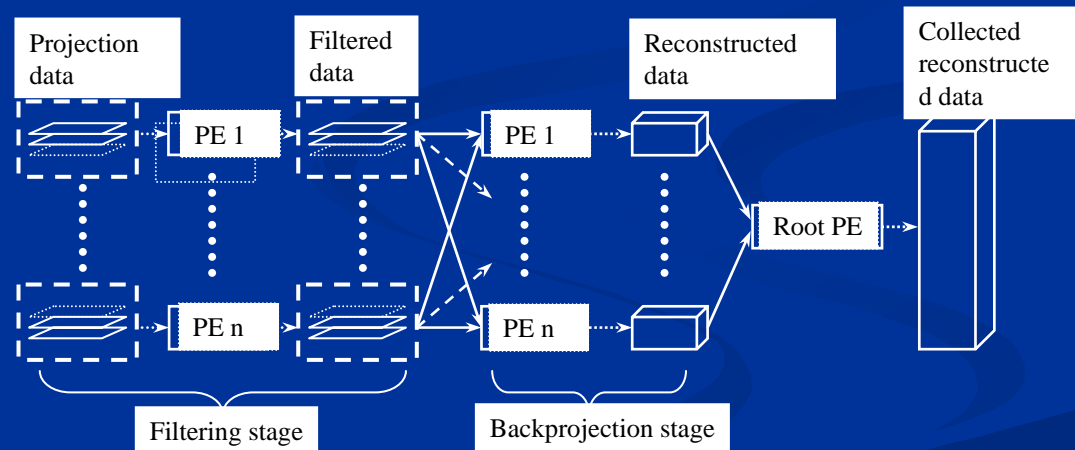 Projection
data
Filtered
data
Reconstructed
data
Collected
reconstructe
d data
PE 1
PE 1
Root PE
PE n
PE n
Filtering stage
Backprojection stage